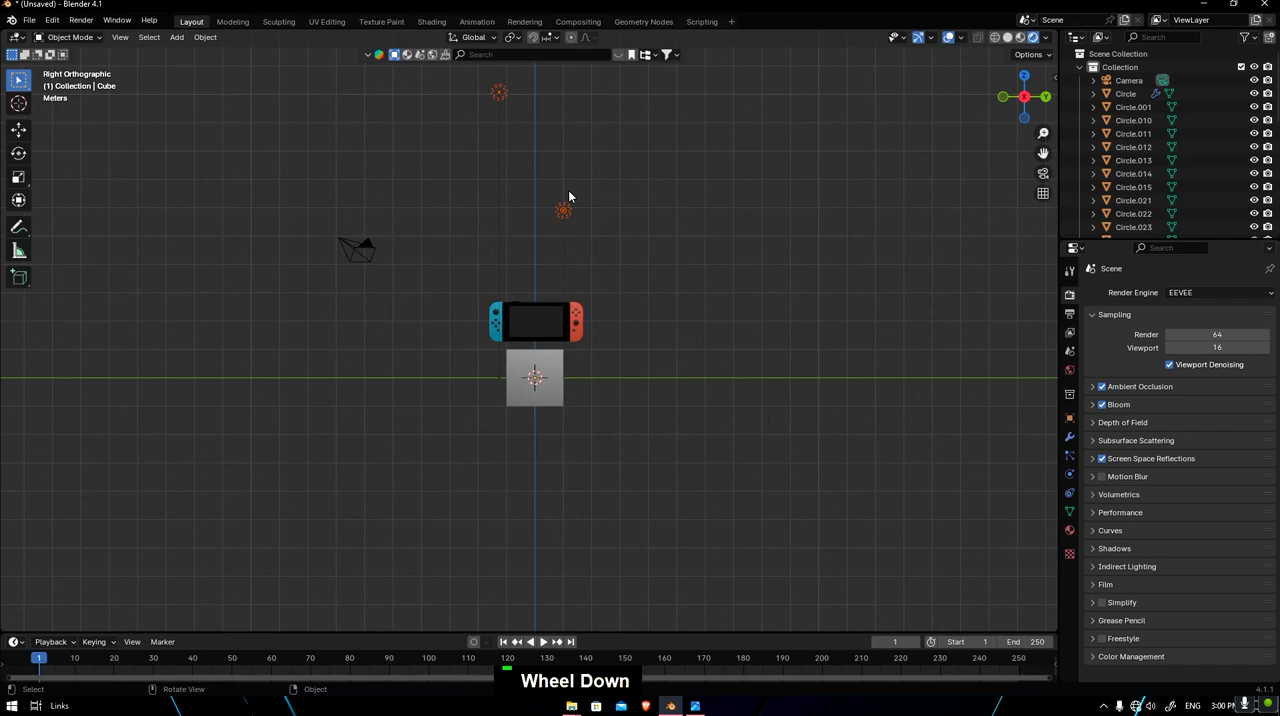 * (Unsaved) - Blender 4.1
File Edit Render Window Help Layout Modeling Sculpting UV Editing Texture Paint Shading Animation Rendering Compositing Geometry Nodes Scripting + Scene ViewLayer
Object Mode View Select Add Object Global Search
Search Options Scene Collection
Right Orthographic
(1) Collection | Cube
Meters
Z
X
Y
Collection
Camera
Circle
Circle.001
Circle.010
Circle.011
Circle.012
Circle.013
Circle.014
Circle.015
Circle.021
Circle.022
Circle.023
Search
Scene
Render Engine EEVEE
Sampling
Render 64
Viewport 16
Viewport Denoising
Ambient Occlusion
Bloom
Depth of Field
Subsurface Scattering
Screen Space Reflections
Motion Blur
Volumetrics
Performance
Curves
Shadows
Indirect Lighting
Film
Simplify
Grease Pencil
Freestyle
Color Management
Playback Keying View Marker 1 Start 1 End 250
1 10 20 30 40 50 60 70 80 90 100 110 120 130 140 150 160 170 180 190 200 210 220 230 240 250
Wheel Down
Select Rotate View Object 4.1.1
Links ENG 3:00 PM